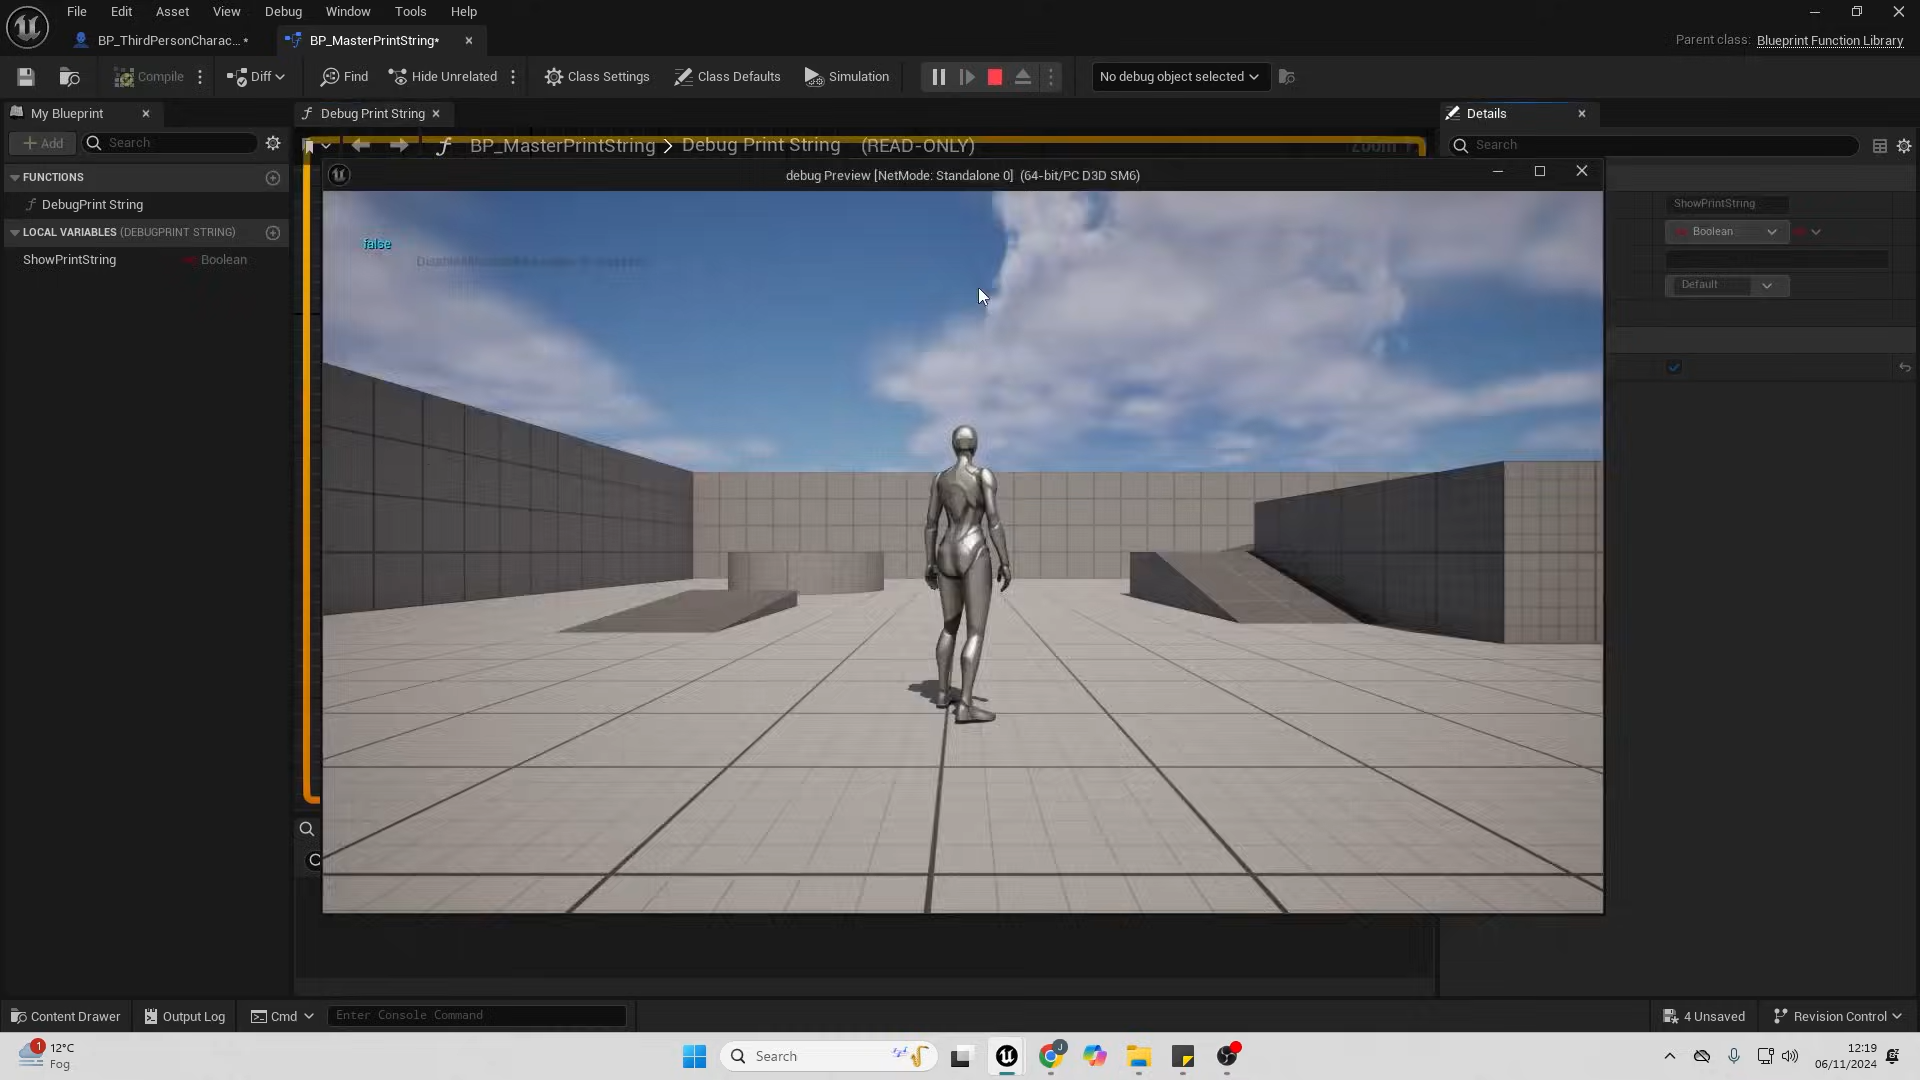 File Edit Asset View Debug Window Tools Help
BP_ThirdPersonCharac... *
BP_MasterPrintString*
Parent class: Blueprint Function Library
Compile
Diff
Find
Hide Unrelated
Class Settings
Class Defaults
Simulation
No debug object selected
My Blueprint
Debug Print String
Details
Add
Search
BP_MasterPrintString > Debug Print String (READ-ONLY)
Search
debug Preview [NetMode: Standalone 0] (64-bit/PC D3D SM6)
FUNCTIONS
DebugPrint String
LOCAL VARIABLES (DEBUGPRINT STRING)
ShowPrintString Boolean
false
ShowPrintString
Boolean
Default
Content Drawer
Output Log
Cmd
Enter Console Command
4 Unsaved
Revision Control
1
12°C
Fog
Search
J
12:19
06/11/2024